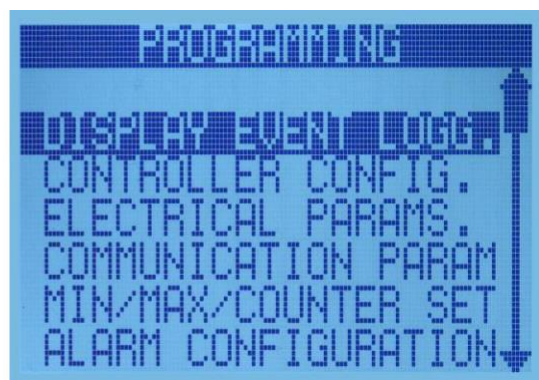 PROGRAMMING
DISPLAY EVENT LOGG.
CONTROLLER CONFIG.
ELECTRICAL PARAMS.
COMMUNICATION PARAM
MIN/MAX/COUNTER SET
ALARM CONFIGURATION